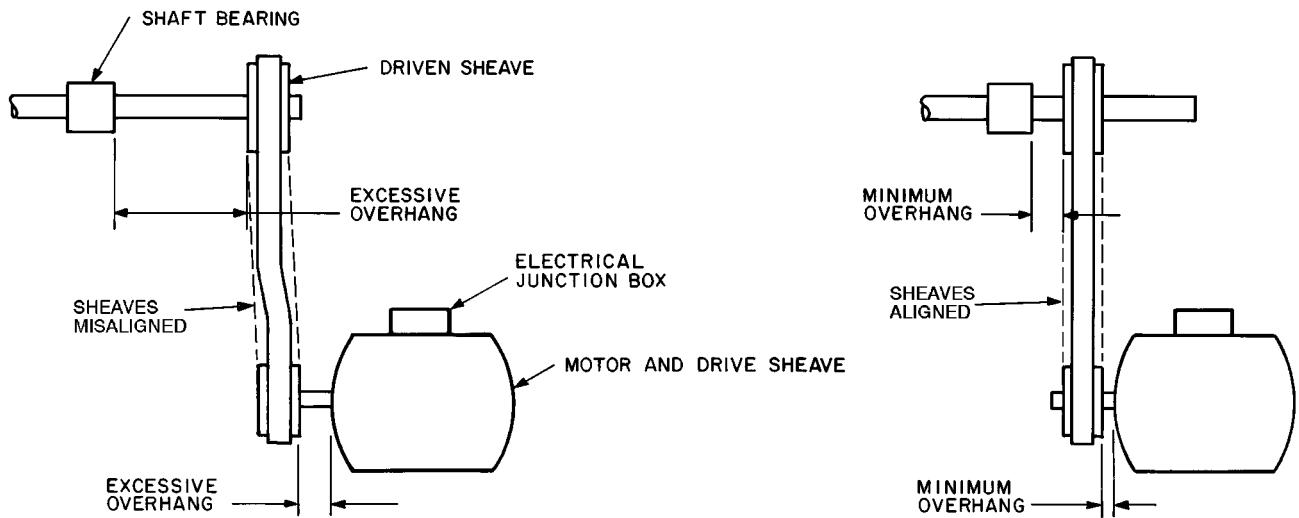 SHAFT BEARING
DRIVEN SHEAVE
EXCESSIVE
OVERHANG
ELECTRICAL
JUNCTION BOX
SHEAVES
MISALIGNED
MOTOR AND DRIVE SHEAVE
EXCESSIVE
OVERHANG
MINIMUM
OVERHANG
SHEAVES
ALIGNED
MINIMUM
OVERHANG